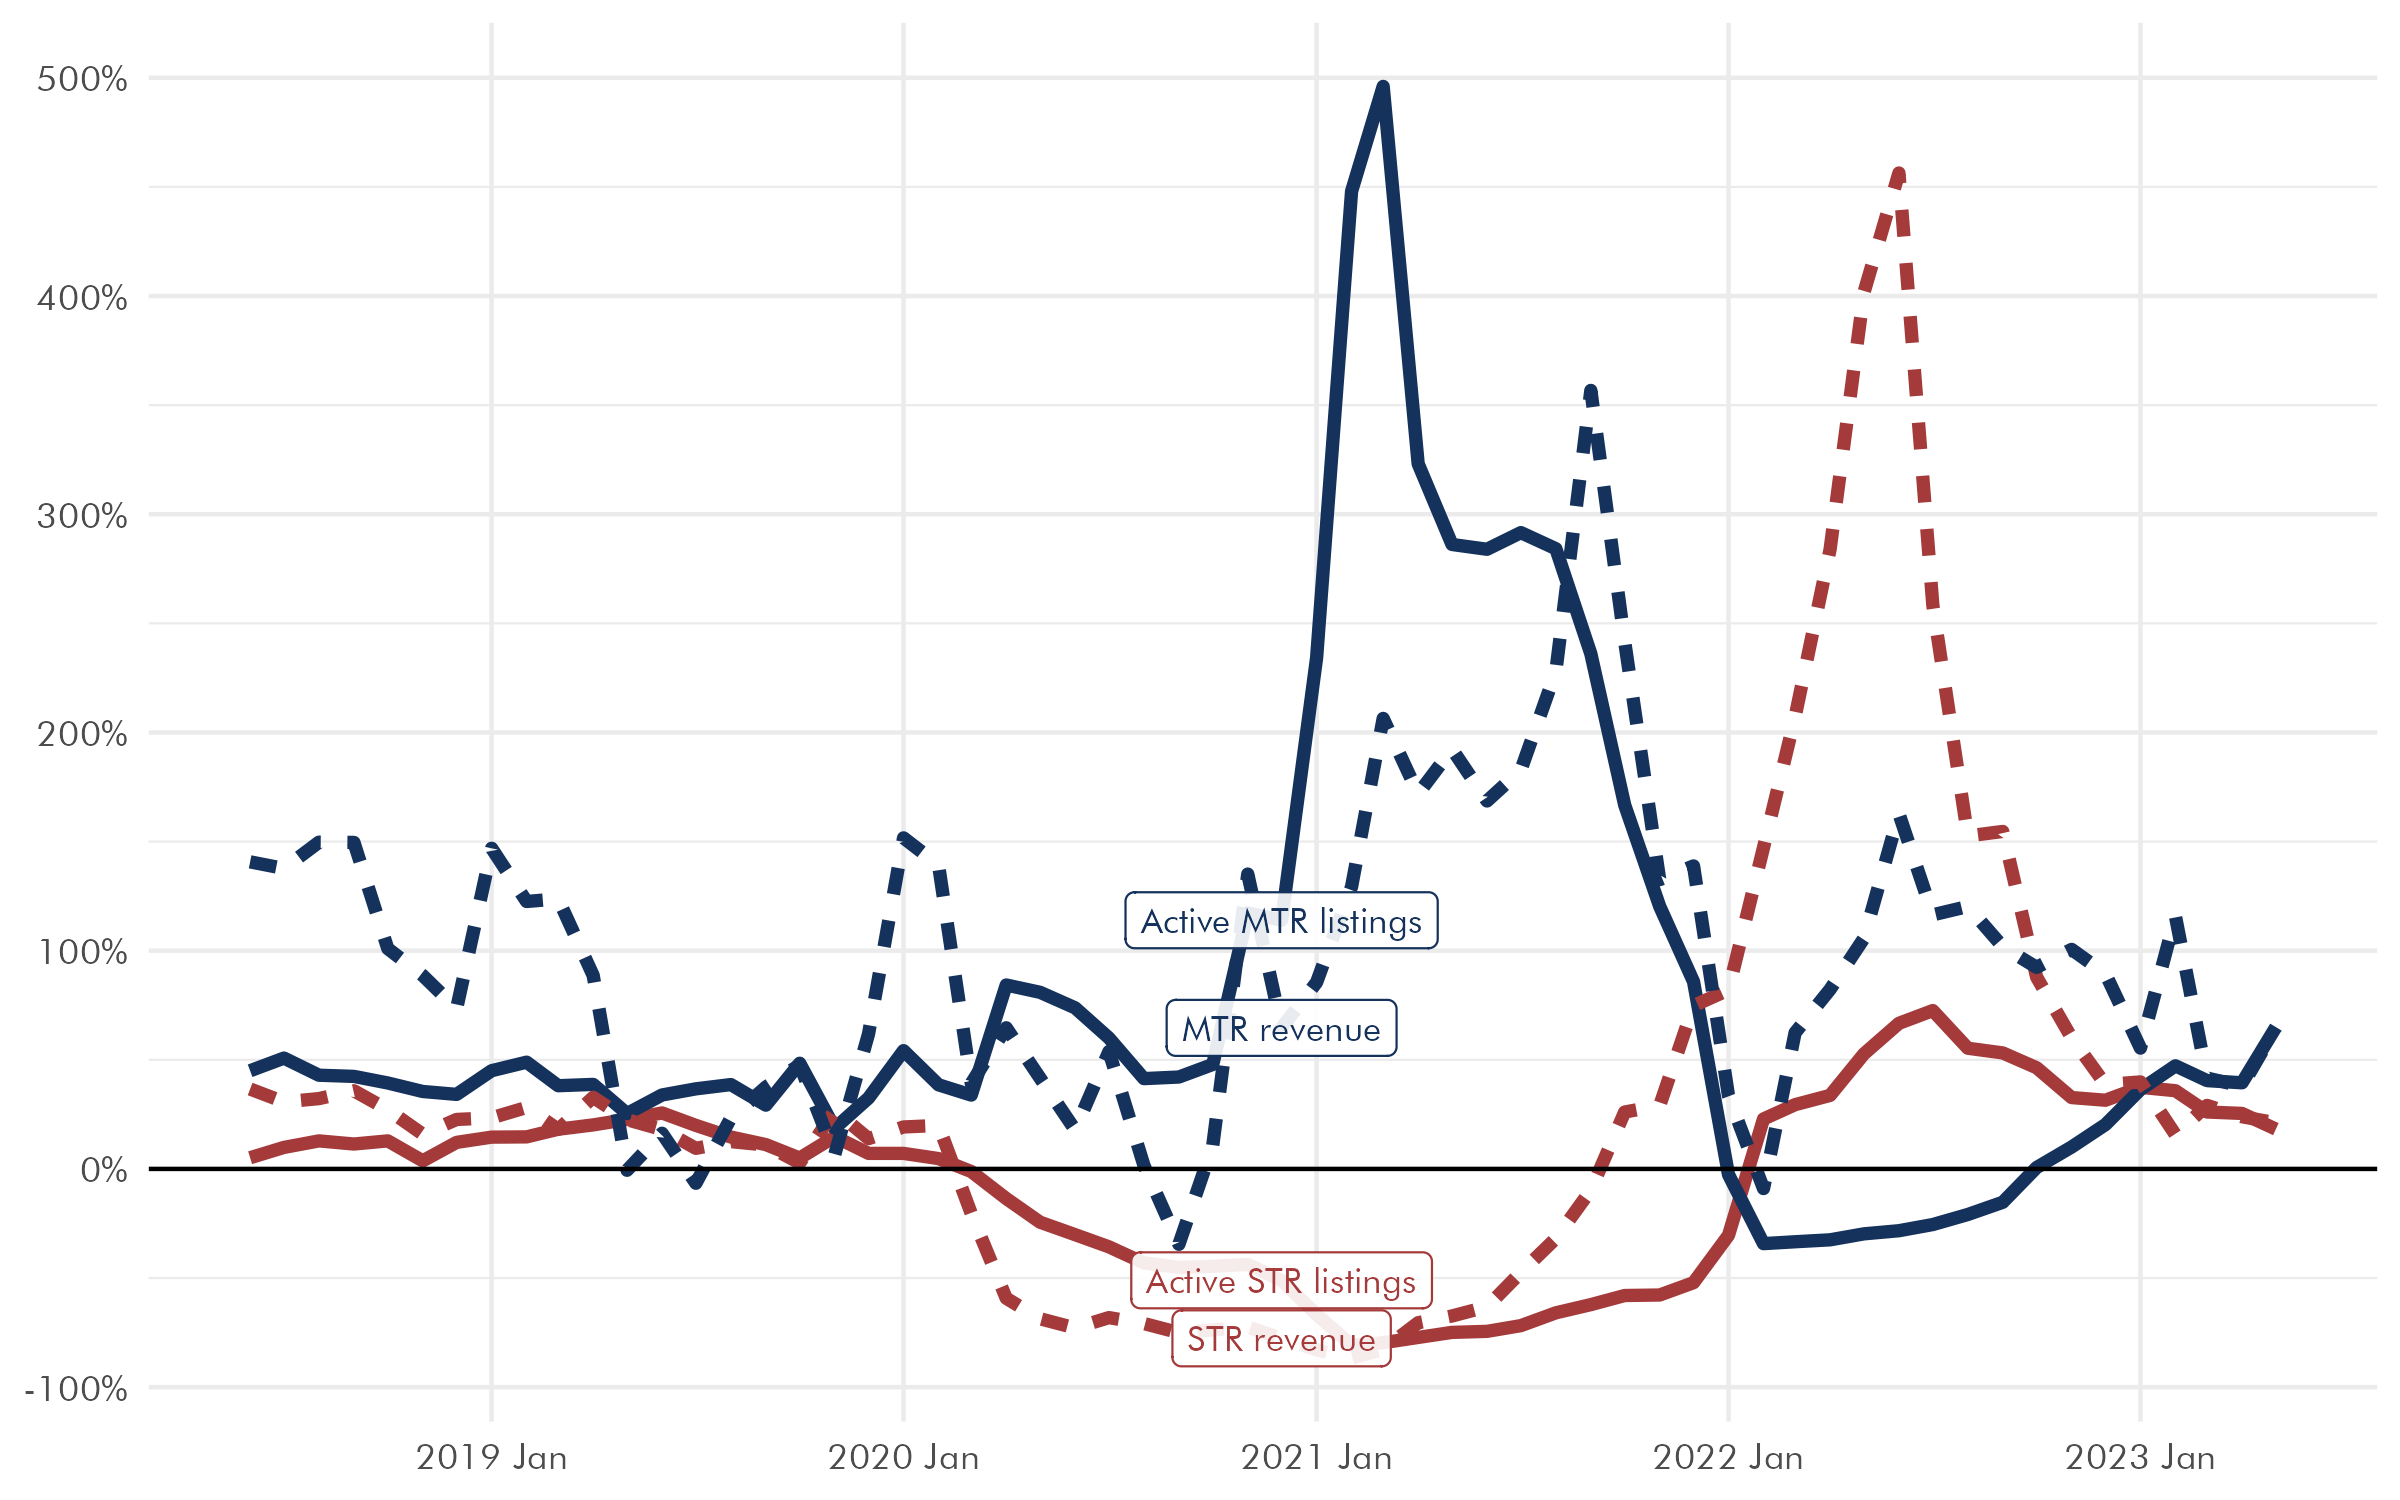 500%
400%
300%
200%
100%
0%
-100%
Active MTR listings
MTR revenue
Active STR listings
STR revenue
2019 Jan
2020 Jan
2021 Jan
2022 Jan
2023 Jan